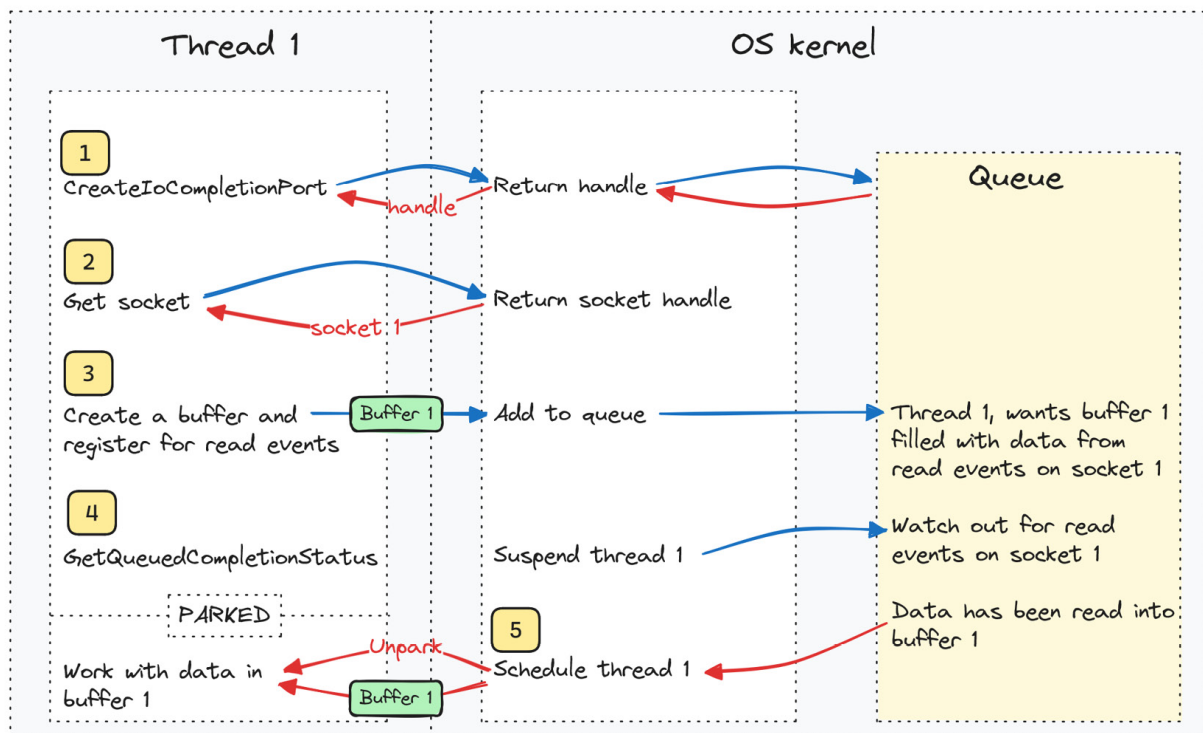 Thread 1
OS kernel
1
CreateIoCompletionPort
handle
Return handle
Queue
2
Get socket
socket 1
Return socket handle
3
Create a buffer and
register for read events
Buffer 1
Add to queue
Thread 1, wants buffer 1
filled with data from
read events on socket 1
4
GetQueuedCompletionStatus
Suspend thread 1
Watch out for read
events on socket 1
PARKED
Work with data in
buffer 1
Unpark
Buffer 1
5
Schedule thread 1
Data has been read into
buffer 1